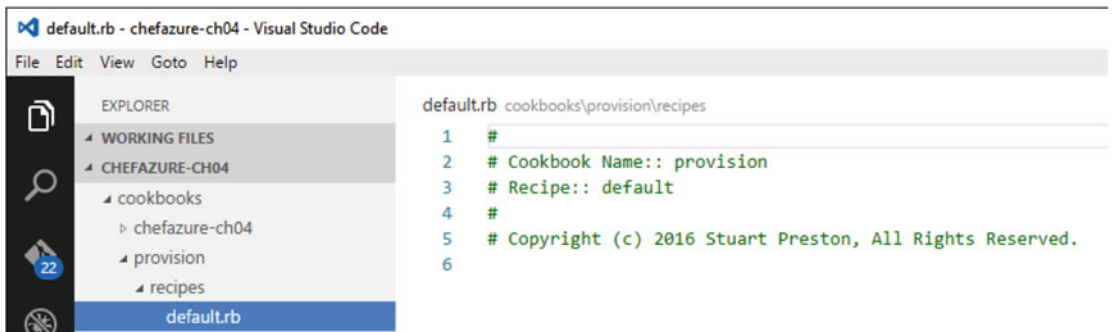 default.rb - chefazure-ch04 - Visual Studio Code
File Edit View Goto Help
EXPLORER
WORKING FILES
CHEFAZURE-CH04
cookbooks
chefazure-ch04
provision
recipes
default.rb
22
default.rb cookbooks\provision\recipes
1 #
2 # Cookbook Name:: provision
3 # Recipe:: default
4 #
5 # Copyright (c) 2016 Stuart Preston, All Rights Reserved.
6